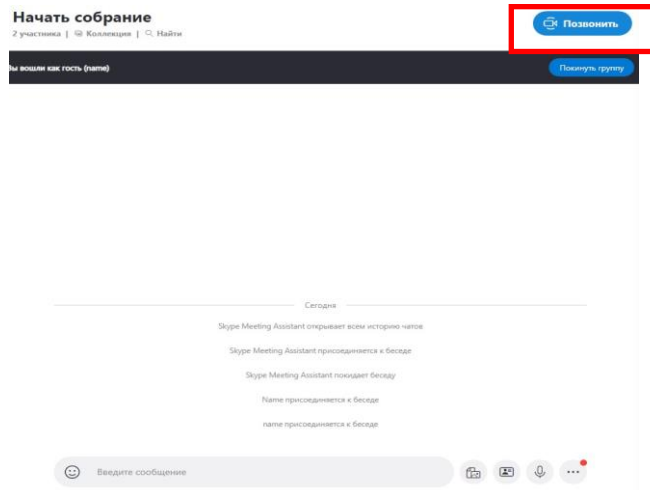 Начать собрание
Позвонить
2 участника | Коллекция | Найти
Вы вошли как гость (name)
Покинуть группу
Сегодня
Skype Meeting Assistant открывает всем историю чатов
Skype Meeting Assistant присоединяется к беседе
Skype Meeting Assistant покидает беседу
Name присоединяется к беседе
name присоединяется к беседе
Введите сообщение